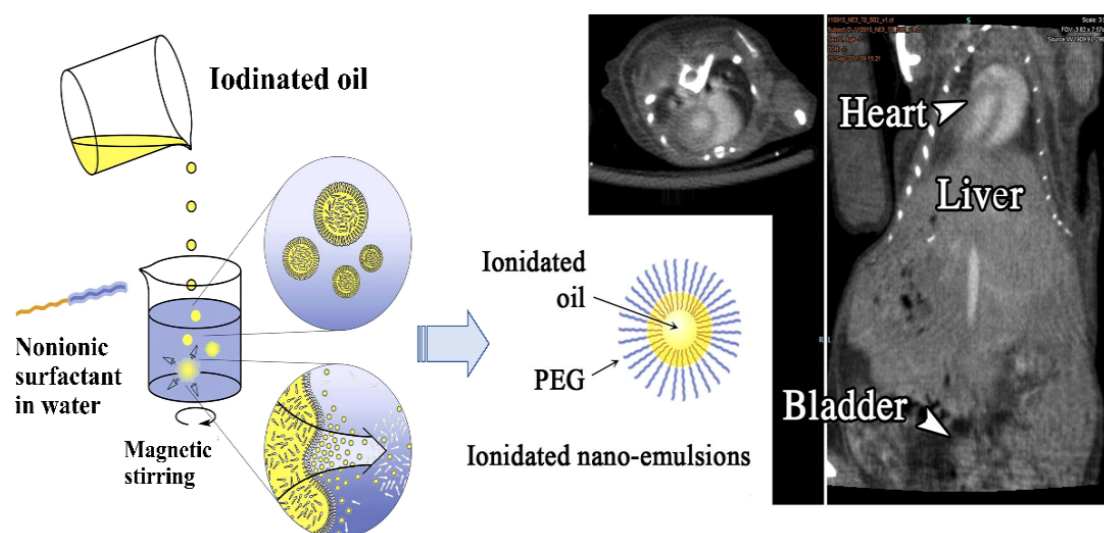 Iodinated oil
Nonionic
surfactant
in water
Magnetic
stirring
Ionidated
oil
PEG
Ionidated nano-emulsions
S
Heart
Liver
Bladder